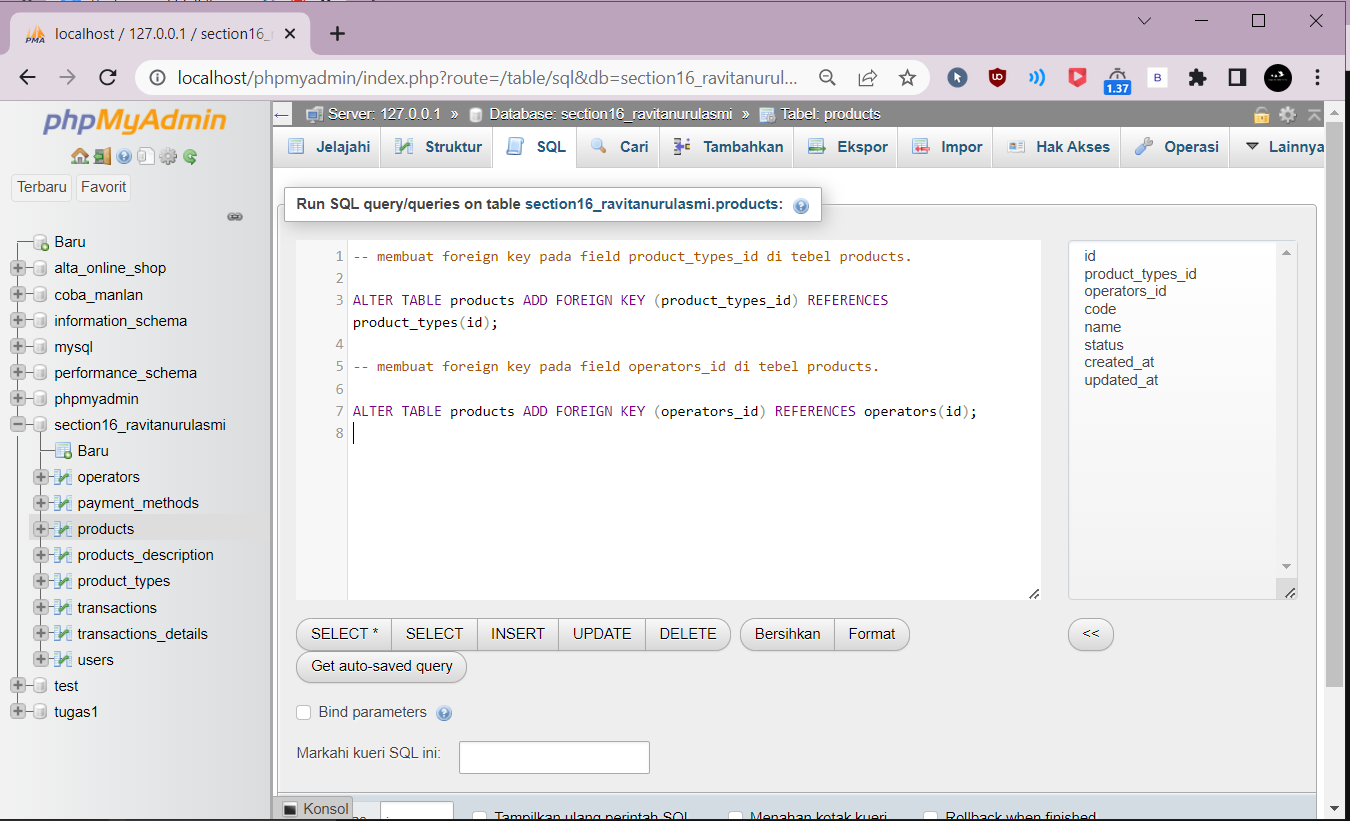 localhost / 127.0.0.1 / section16_
localhost/phpmyadmin/index.php?route=/table/sql&db=section16_ravitanurul...
1.37
B
phpMyAdmin
Terbaru
Favorit
Baru
alta_online_shop
coba_manlan
information_schema
mysql
performance_schema
phpmyadmin
section16_ravitanurulasmi
Baru
operators
payment_methods
products
products_description
product_types
transactions
transactions_details
users
test
tugas1
Server: 127.0.0.1 » Database: section16_ravitanurulasmi » Tabel: products
Jelajahi Struktur SQL Cari Tambahkan Ekspor Impor Hak Akses Operasi Lainnya
Run SQL query/queries on table section16_ravitanurulasmi.products:
1 -- membuat foreign key pada field product_types_id di tebel products.
2
3 ALTER TABLE products ADD FOREIGN KEY (product_types_id) REFERENCES
product_types(id);
4
5 -- membuat foreign key pada field operators_id di tebel products.
6
7 ALTER TABLE products ADD FOREIGN KEY (operators_id) REFERENCES operators(id);
8
id
product_types_id
operators_id
code
name
status
created_at
updated_at
SELECT * SELECT INSERT UPDATE DELETE Bersihkan Format <<
Get auto-saved query
Bind parameters
Markahi kueri SQL ini:
Konsol
Tampilkan ulang perintah SQL Menahan kotak kueri Rollback when finished